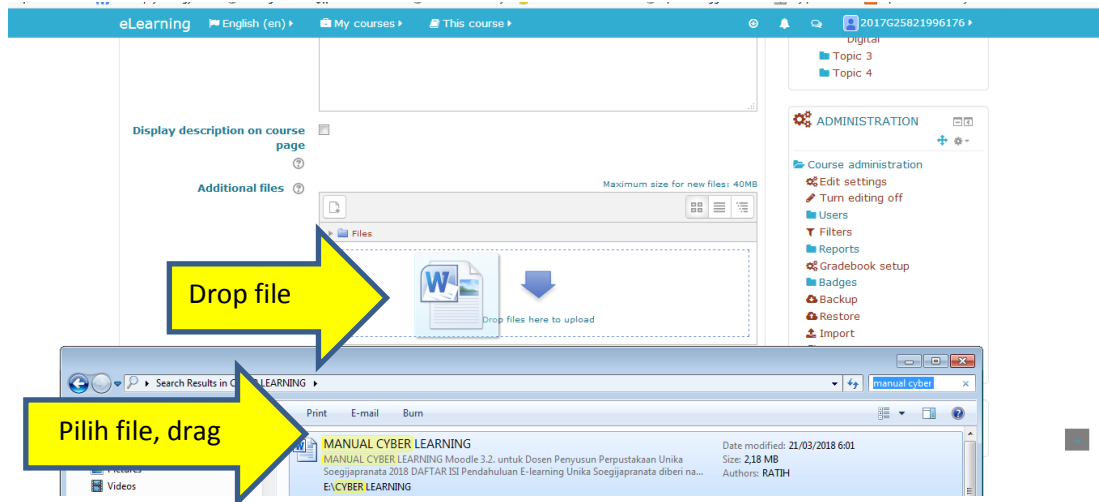 eLearning English (en) My courses This course 2017G25821996176
Digital
Topic 3
Topic 4
Display description on course
page
Additional files
Maximum size for new files: 40MB
Files
Drop files here to upload
Drop file
ADMINISTRATION
Course administration
Edit settings
Turn editing off
Users
Filters
Reports
Gradebook setup
Badges
Backup
Restore
Import
Search Results in C LEARNING manual cyber
Print E-mail Burn
Pilih file, drag
MANUAL CYBER LEARNING
MANUAL CYBER LEARNING Moodle 3.2. untuk Dosen Penyusun Perpustakaan Unika
Soegijapranata 2018 DAFTAR ISI Pendahuluan E-learning Unika Soegijapranata diberi na...
E:\CYBER LEARNING
Date modified: 21/03/2018 6:01
Size: 2,18 MB
Authors: RATIH
Pictures
Videos